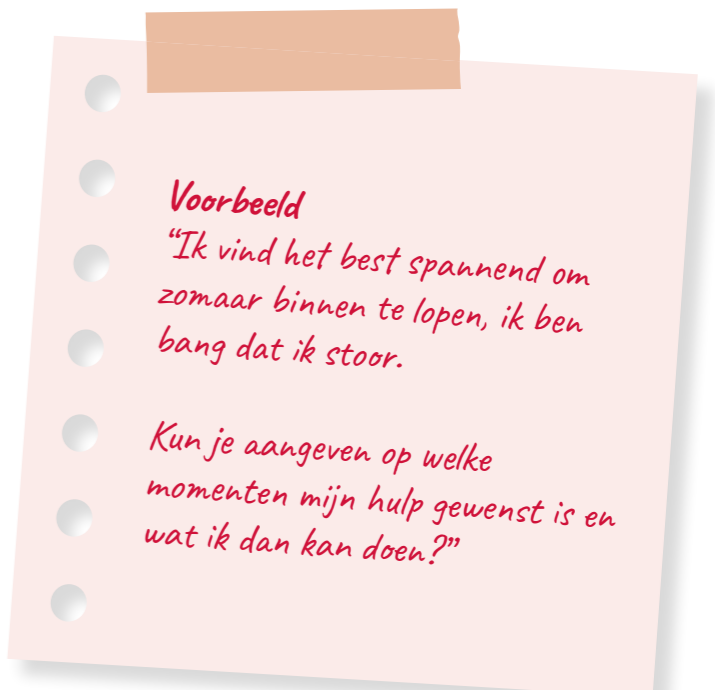 Voorbeeld
“Ik vind het best spannend om
zomaar binnen te lopen, ik ben
bang dat ik stoor.
Kun je aangeven op welke
momenten mijn hulp gewenst is en
wat ik dan kan doen?”